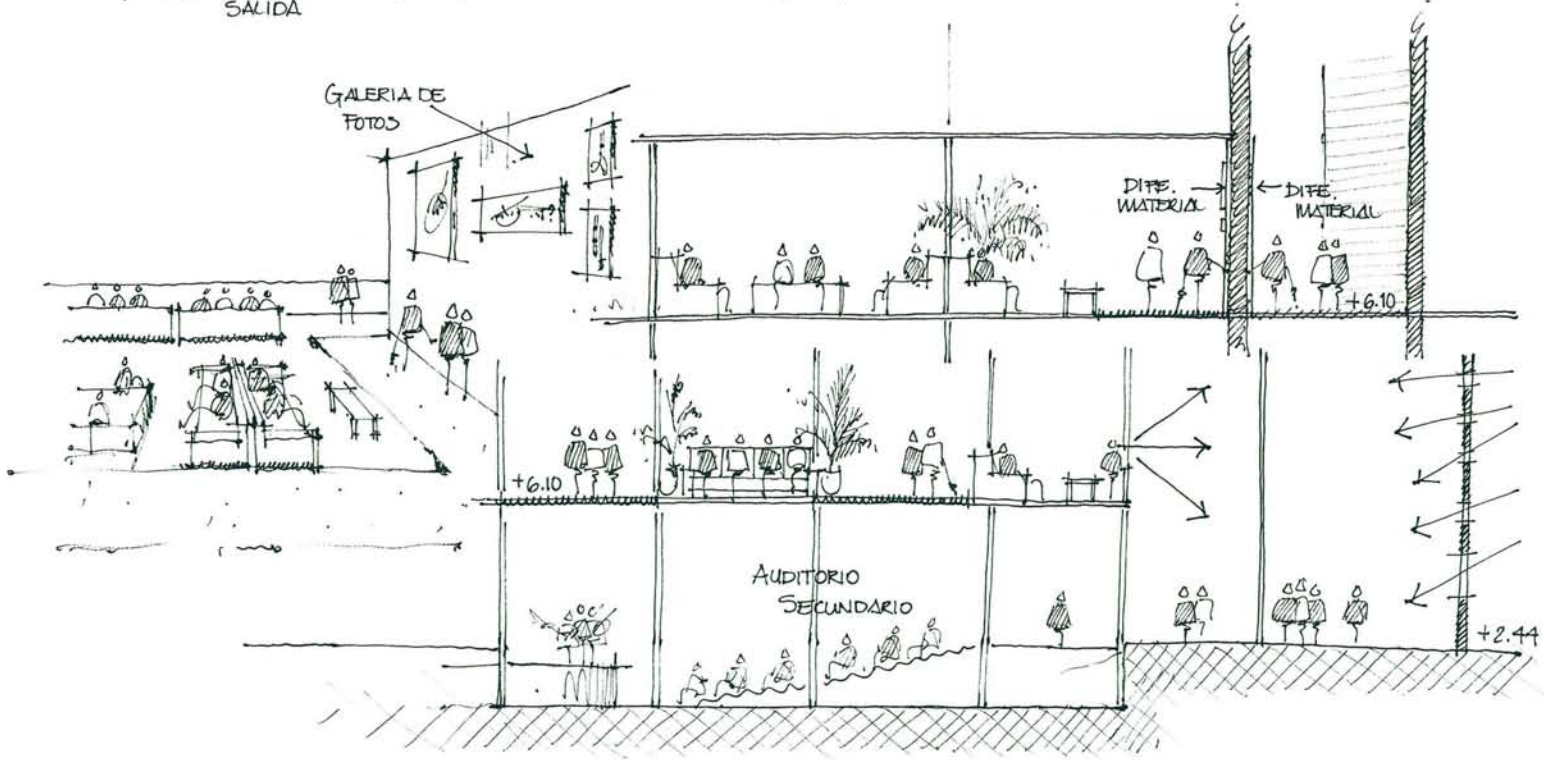 SALIDA
GALERIA DE
FOTOS
DIFE.
MATERIAL
DIFE.
MATERIAL
+6.10
+6.10
AUDITORIO
SECUNDARIO
+2.44